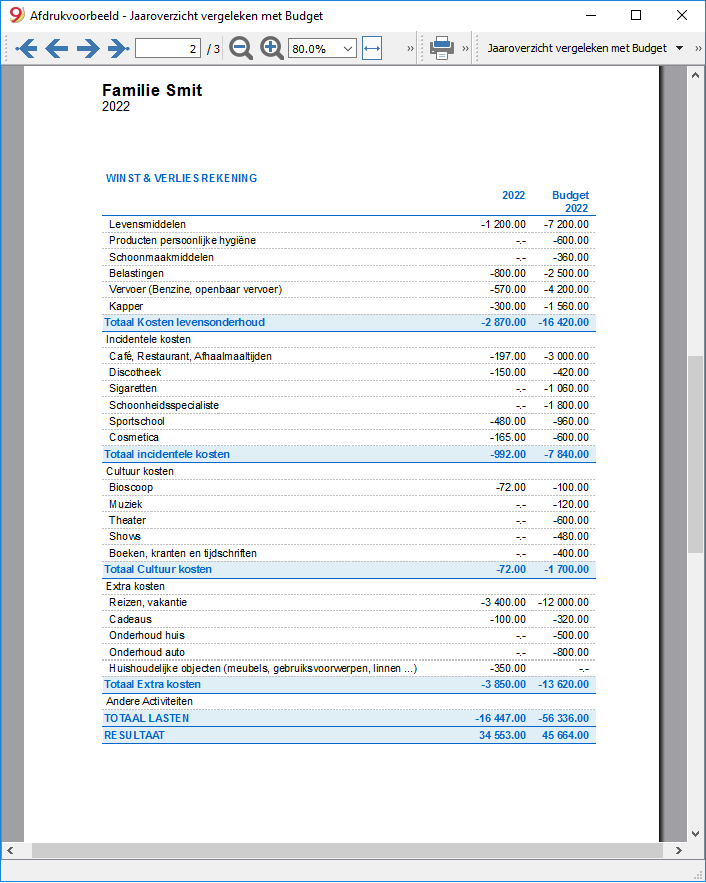 Afdrukvoorbeeld - Jaaroverzicht vergeleken met Budget
2 / 3 80.0% Jaaroverzicht vergeleken met Budget
Familie Smit
2022
WINST & VERLIES REKENING
2022 Budget
2022
Levensmiddelen -1 200.00 -7 200.00
Producten persoonlijke hygiëne -.- -600.00
Schoonmaakmiddelen -.- -360.00
Belastingen -800.00 -2 500.00
Vervoer (Benzine, openbaar vervoer) -570.00 -4 200.00
Kapper -300.00 -1 560.00
Totaal Kosten levensonderhoud -2 870.00 -16 420.00
Incidentele kosten
Café, Restaurant, Afhaalmaaltijden -197.00 -3 000.00
Discotheek -150.00 -420.00
Sigaretten -.- -1 060.00
Schoonheidsspecialiste -.- -1 800.00
Sportschool -480.00 -960.00
Cosmetica -165.00 -600.00
Totaal incidentele kosten -992.00 -7 840.00
Cultuur kosten
Bioscoop -72.00 -100.00
Muziek -.- -120.00
Theater -.- -600.00
Shows -.- -480.00
Boeken, kranten en tijdschriften -.- -400.00
Totaal Cultuur kosten -72.00 -1 700.00
Extra kosten
Reizen, vakantie -3 400.00 -12 000.00
Cadeaus -100.00 -320.00
Onderhoud huis -.- -500.00
Onderhoud auto -.- -800.00
Huishoudelijke objecten (meubels, gebruiksvoorwerpen, linnen ...) -350.00 -.-
Totaal Extra kosten -3 850.00 -13 620.00
Andere Activiteiten
TOTAAL LASTEN -16 447.00 -56 336.00
RESULTAAT 34 553.00 45 664.00